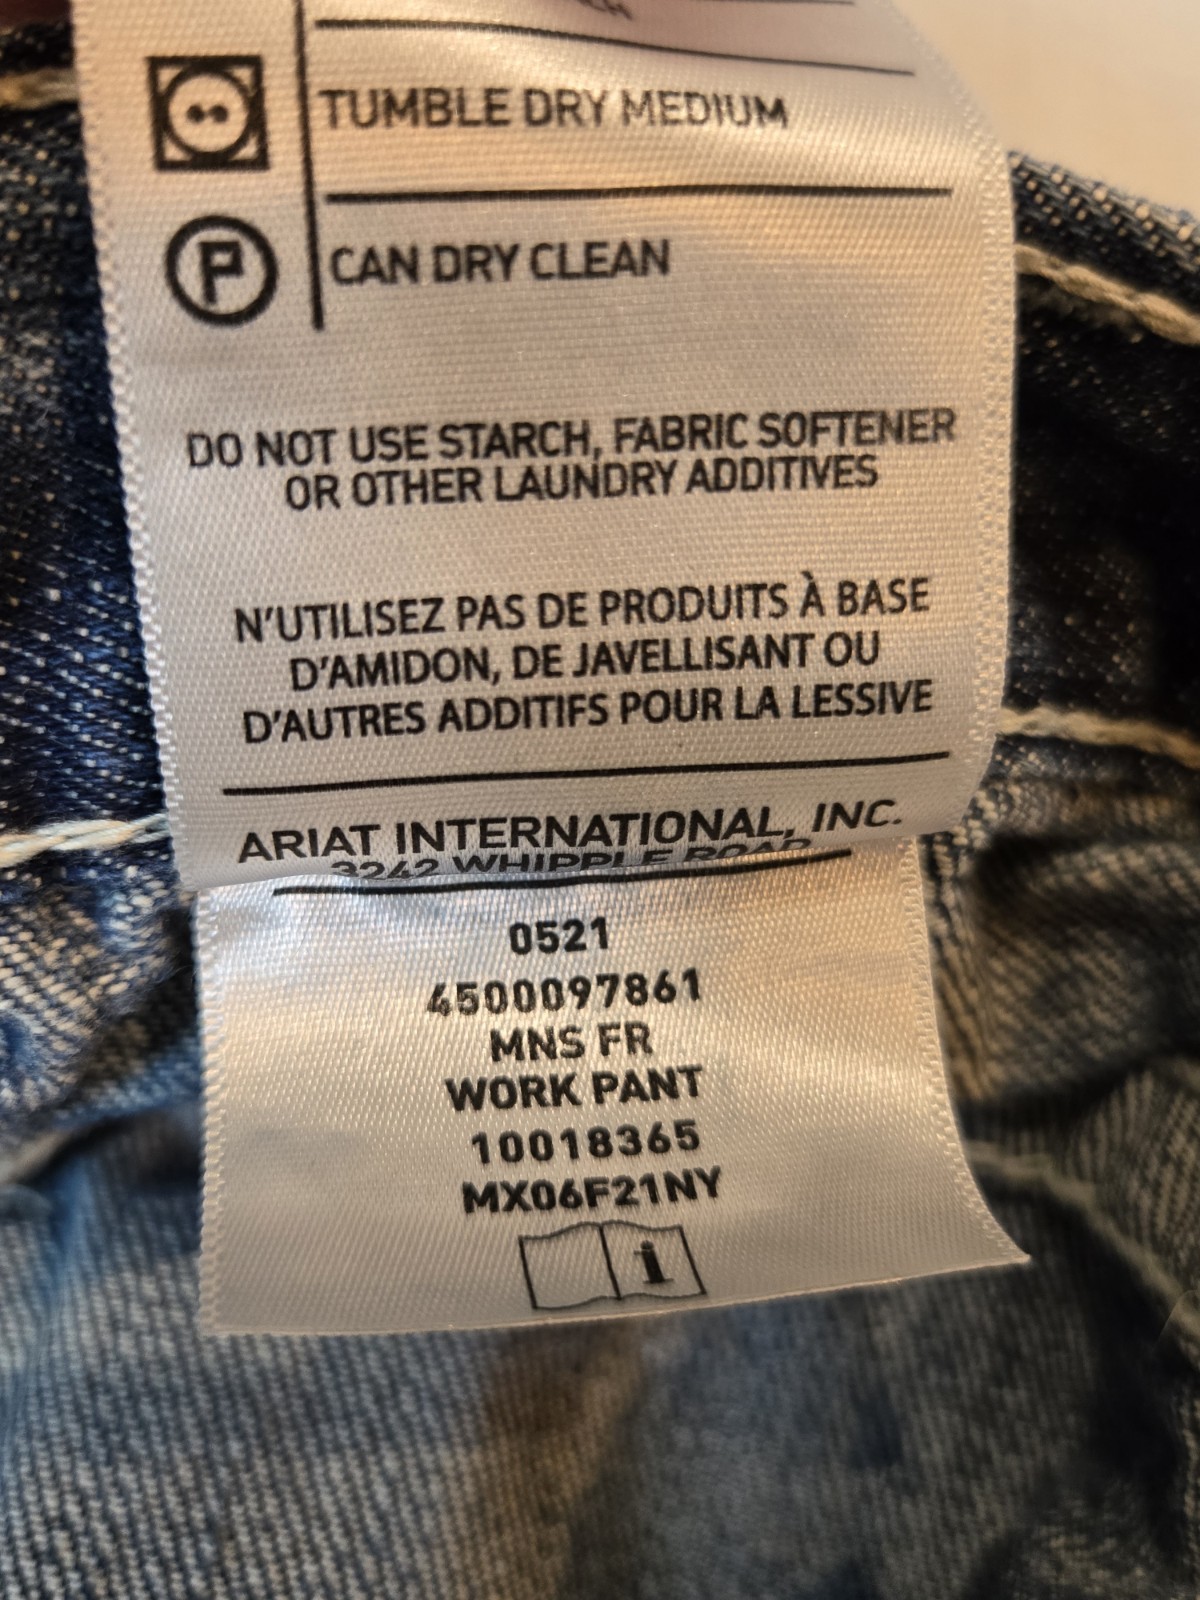 TUMBLE DRY MEDIUM
P
CAN DRY CLEAN
DO NOT USE STARCH, FABRIC SOFTENER
OR OTHER LAUNDRY ADDITIVES
N'UTILISEZ PAS DE PRODUITS À BASE
D'AMIDON, DE JAVELLISANT OU
D'AUTRES ADDITIFS POUR LA LESSIVE
ARIAT INTERNATIONAL, INC.
3242 WHIPPLE ROAD
0521
4500097861
MNS FR
WORK PANT
10018365
MX06F21NY
i